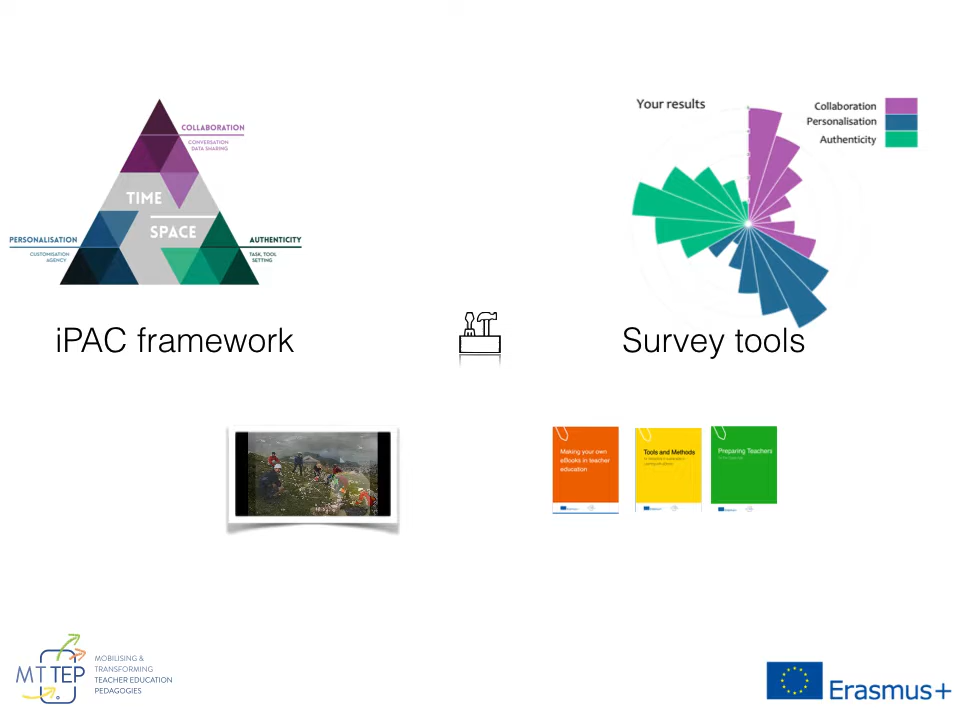 Your results
Collaboration
Personalisation
Authenticity
COLLABORATION
CONVERSATION
DATA SHARING
TIME
SPACE
PERSONALISATION
CUSTOMISATION
AGENCY
AUTHENTICITY
TASK, TOOL
SETTING
iPAC framework
Survey tools
Making your own
eBooks in teacher
education
Tools and Methods
Preparing Teachers
Erasmus+
MTTEP
MOBILISING &
TRANSFORMING
TEACHER EDUCATION
PEDAGOGIES
Erasmus+